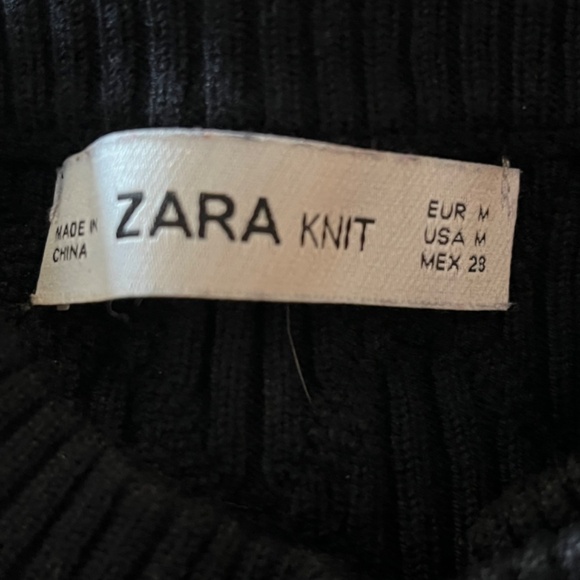 MADE IN
CHINA
ZARA KNIT
EUR M
USA M
MEX 28